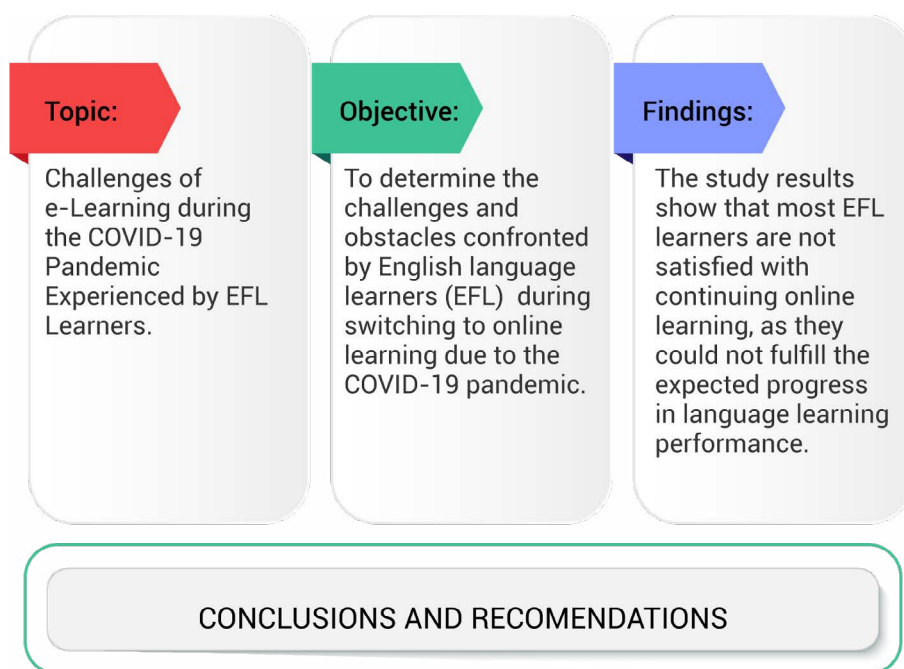 Topic:
Challenges of
e-Learning during
the COVID-19
Pandemic
Experienced by EFL
Learners.
Objective:
To determine the
challenges and
obstacles confronted
by English language
learners (EFL) during
switching to online
learning due to the
COVID-19 pandemic.
Findings:
The study results
show that most EFL
learners are not
satisfied with
continuing online
learning, as they
could not fulfill the
expected progress
in language learning
performance.
CONCLUSIONS AND RECOMENDATIONS